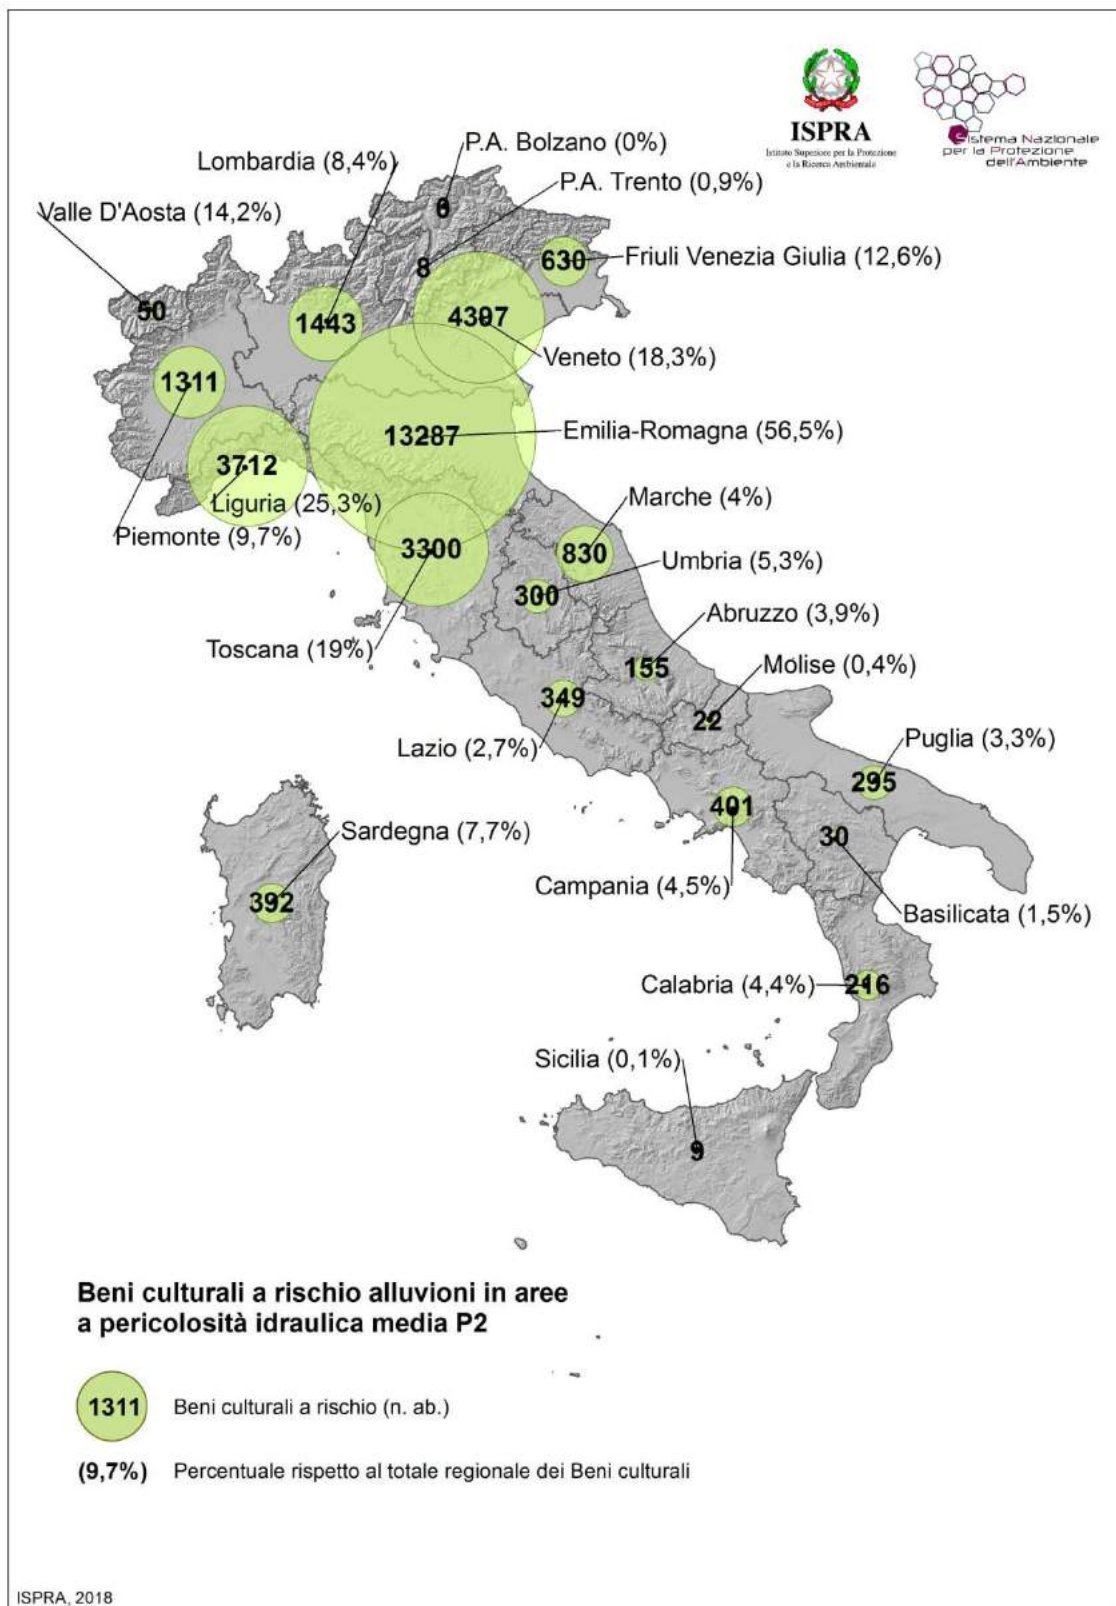 ISPRA
Istituto Superiore per la Protezione
e la Ricerca Ambientale
Sistema Nazionale
per la Protezione
dell'Ambiente
P.A. Bolzano (0%)
Lombardia (8,4%)
P.A. Trento (0,9%)
Valle D'Aosta (14,2%)
8
630
Friuli Venezia Giulia (12,6%)
50
1443
4307
Veneto (18,3%)
1311
13287
Emilia-Romagna (56,5%)
3712
Liguria (25,3%)
Marche (4%)
Piemonte (9,7%)
3300
830
Umbria (5,3%)
300
Abruzzo (3,9%)
Toscana (19%)
155
Molise (0,4%)
349
22
Lazio (2,7%)
Puglia (3,3%)
295
401
Sardegna (7,7%)
30
Campania (4,5%)
392
Basilicata (1,5%)
Calabria (4,4%)
216
Sicilia (0,1%)
9
Beni culturali a rischio alluvioni in aree
a pericolosità idraulica media P2
1311 Beni culturali a rischio (n. ab.)
(9,7%) Percentuale rispetto al totale regionale dei Beni culturali
ISPRA, 2018